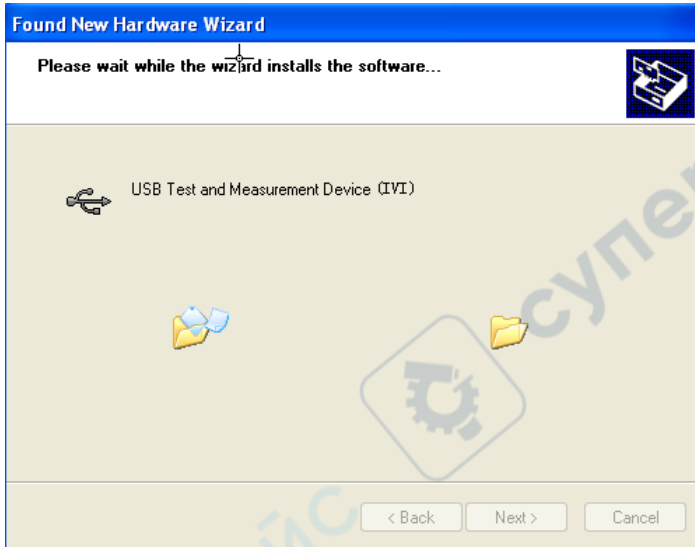 Found New Hardware Wizard
Please wait while the wizard installs the software...
USB Test and Measurement Device (IVI)
< Back
Next >
Cancel